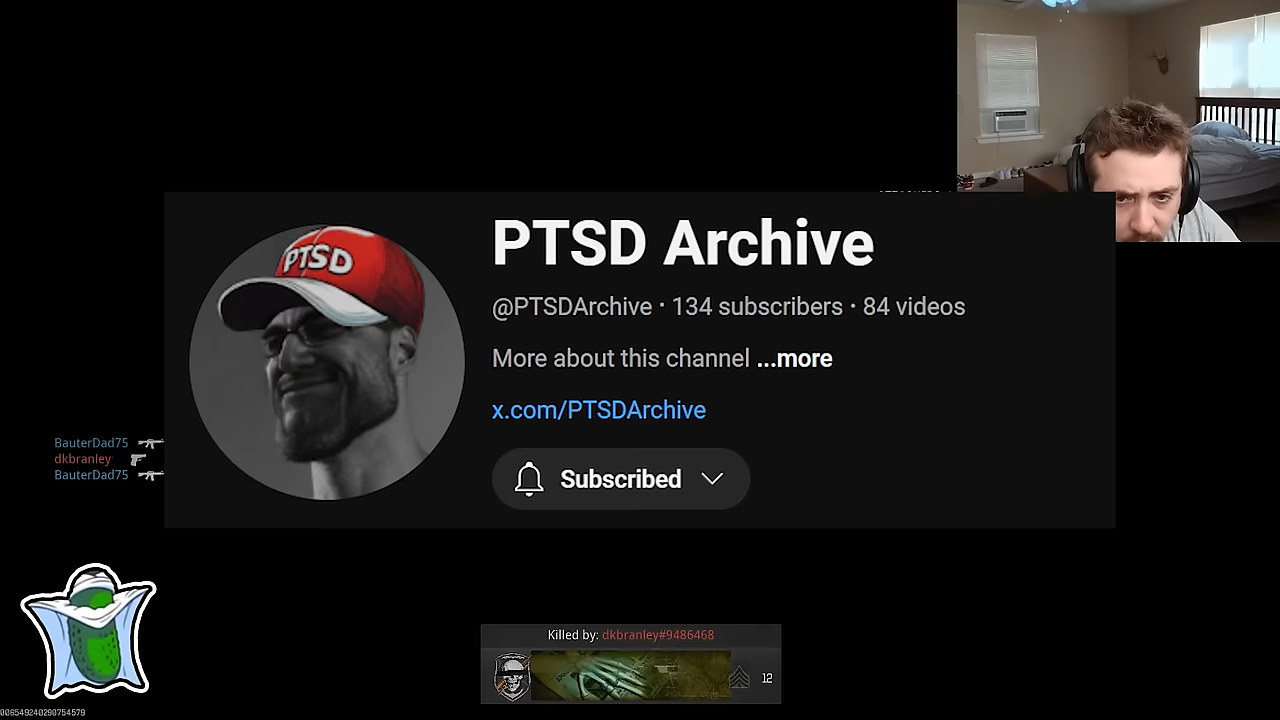 PTSD
PTSD Archive
@PTSDArchive · 134 subscribers · 84 videos
More about this channel ...more
x.com/PTSDArchive
Subscribed
BauterDad75
dkbranley
BauterDad75
Killed by: dkbranley#9486468
12